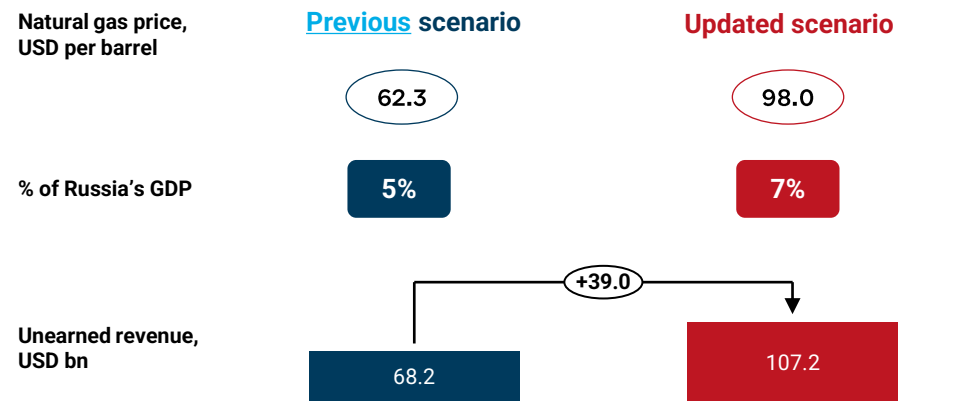 Natural gas price,
USD per barrel
Previous scenario
Updated scenario
62.3
98.0
% of Russia's GDP
5%
7%
+39.0
Unearned revenue,
USD bn
68.2
107.2